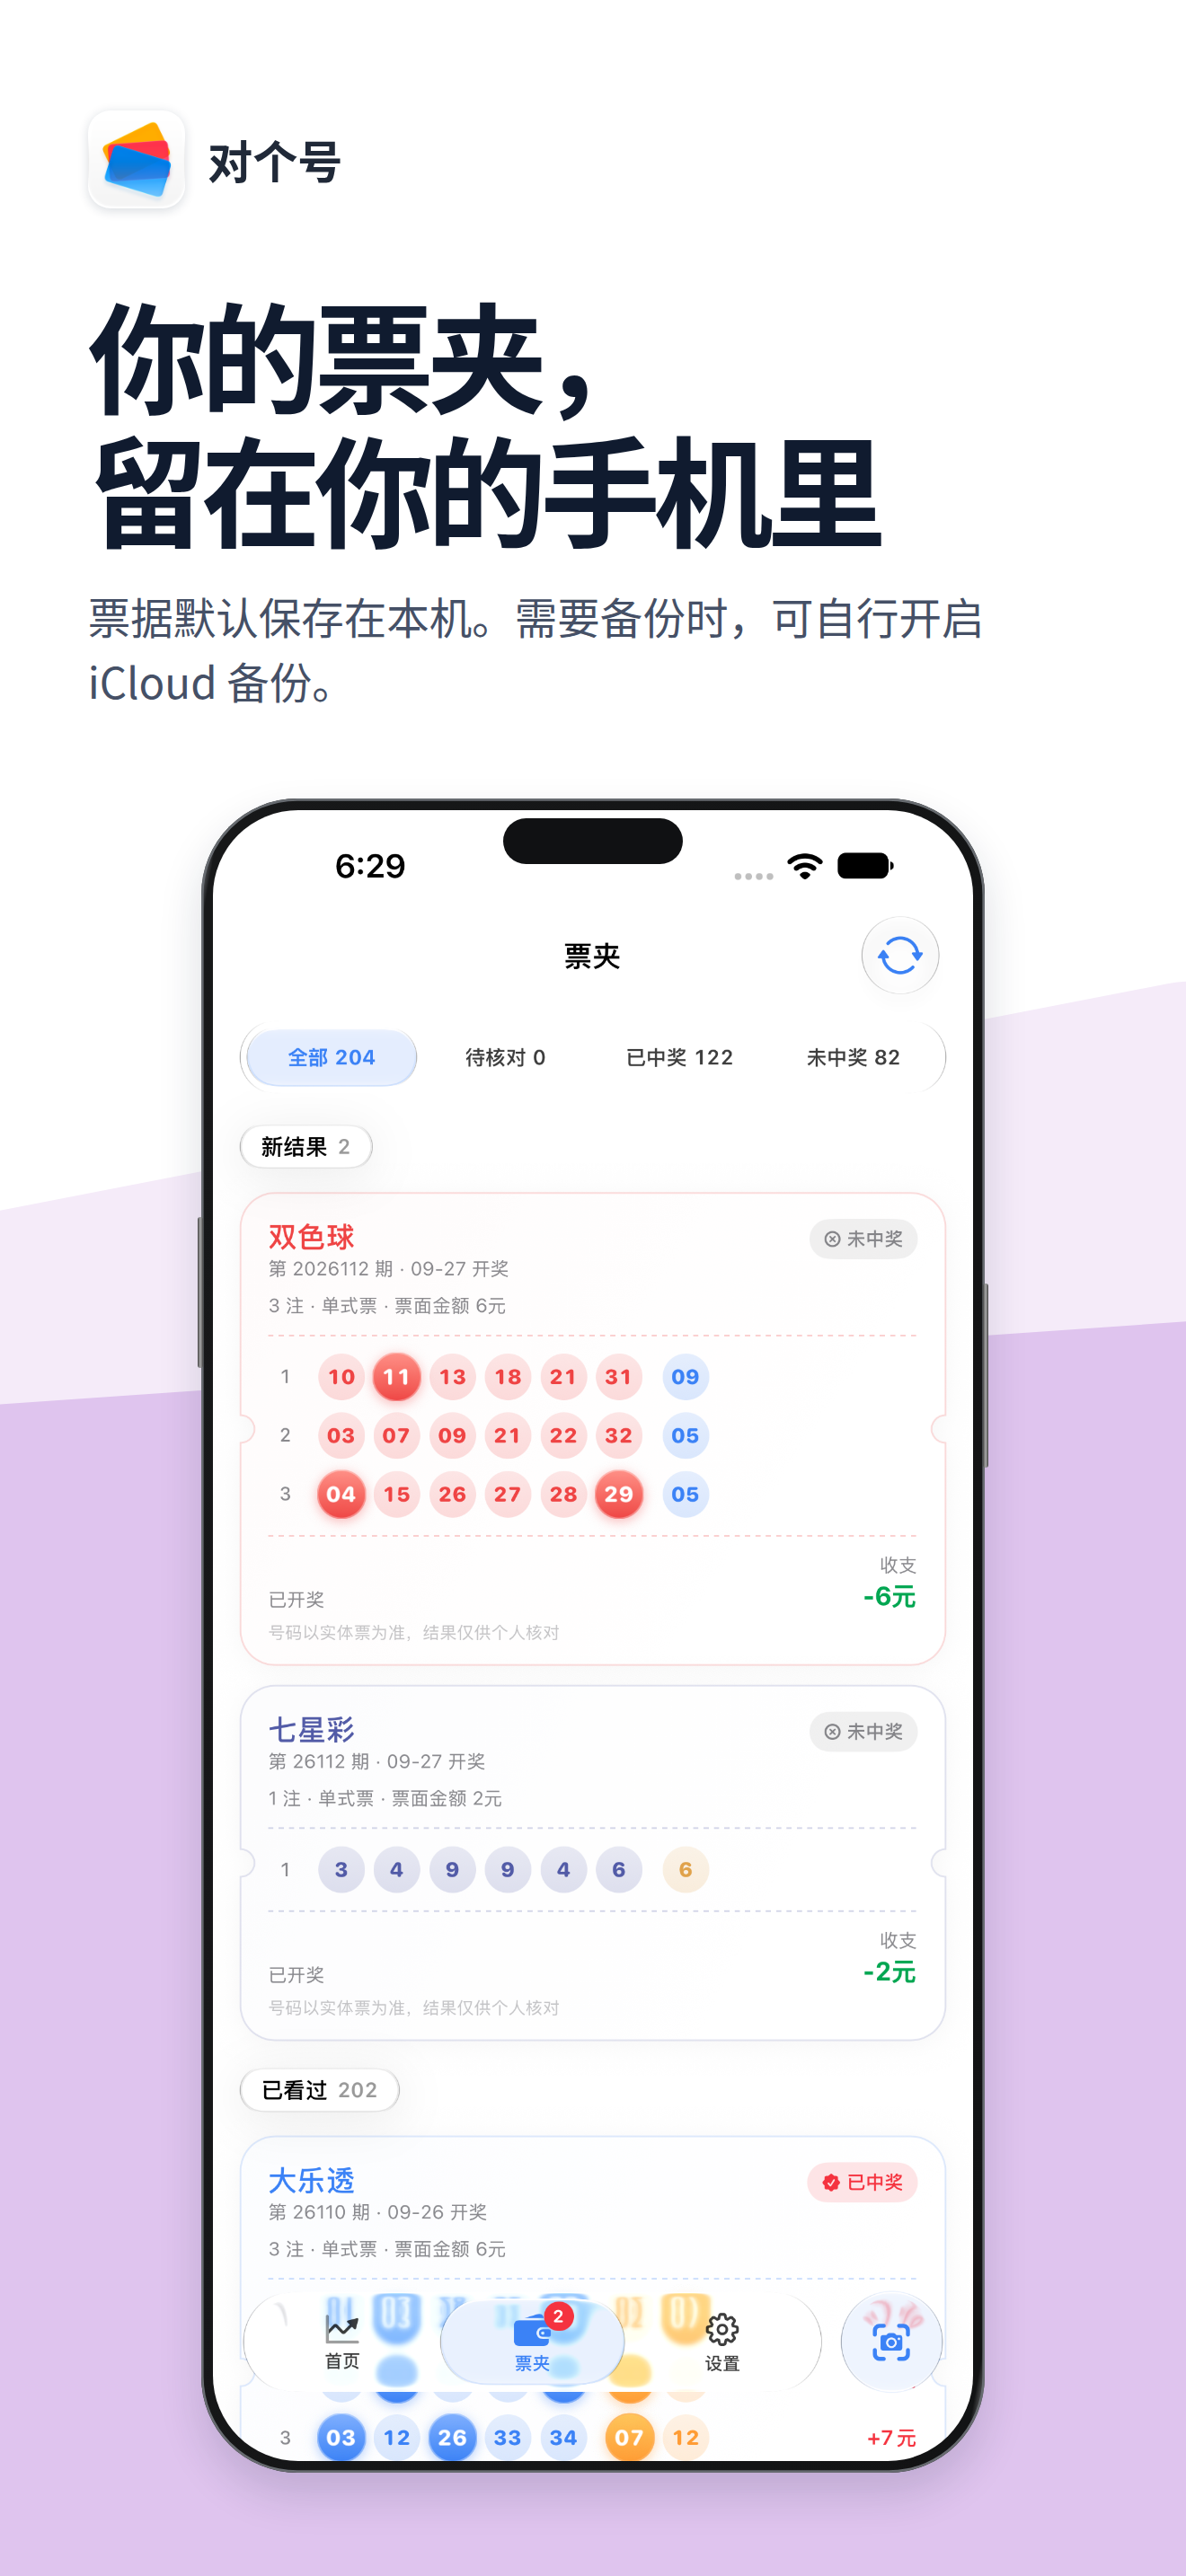 对个号
你的票夹，
留在你的手机里
票据默认保存在本机。需要备份时，可自行开启
iCloud 备份。
6:29
票夹
全部 204 待核对 0 已中奖 122 未中奖 82
新结果 2
双色球 未中奖
第 2026112 期 · 09-27 开奖
3 注 · 单式票 · 票面金额 6元
1 10 11 13 18 21 31 09
2 03 07 09 21 22 32 05
3 04 15 26 27 28 29 05
收支
已开奖 -6元
号码以实体票为准，结果仅供个人核对
七星彩 未中奖
第 26112 期 · 09-27 开奖
1 注 · 单式票 · 票面金额 2元
1 3 4 9 9 4 6 6
收支
已开奖 -2元
号码以实体票为准，结果仅供个人核对
已看过 202
大乐透 已中奖
第 26110 期 · 09-26 开奖
3 注 · 单式票 · 票面金额 6元
2
首页 票夹 设置
3 03 12 26 33 34 07 12 +7元